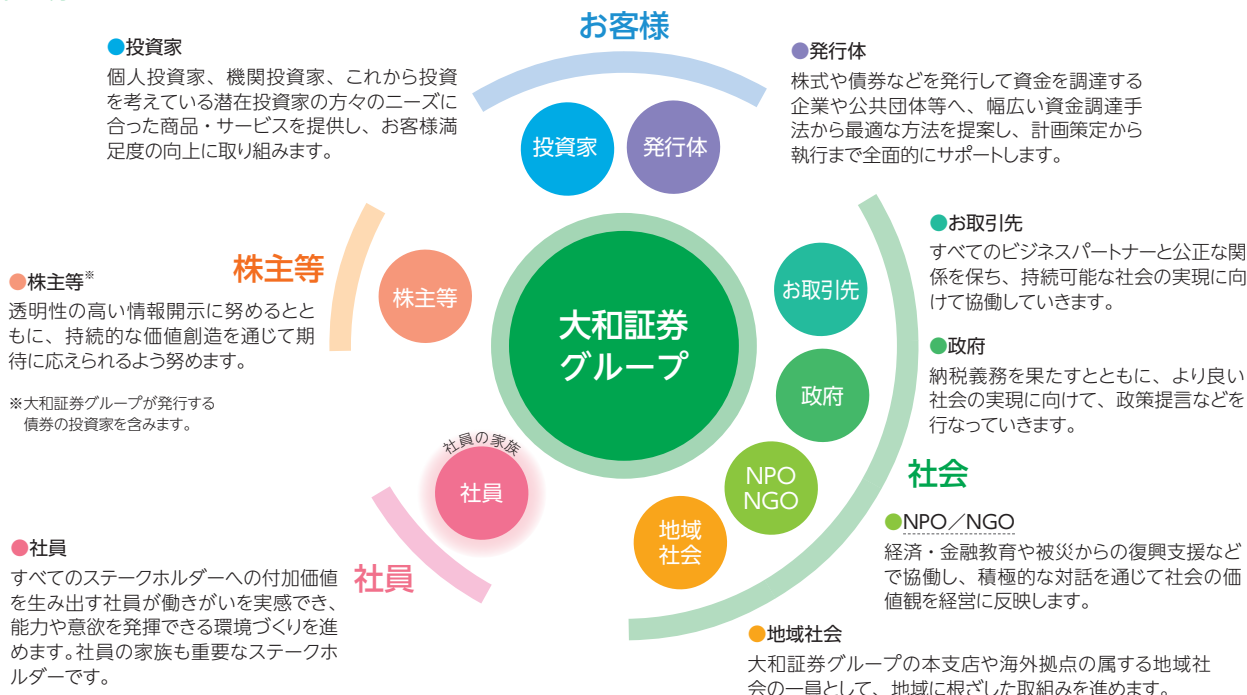 お客様
●投資家
個人投資家、機関投資家、これから投資
を考えている潜在投資家の方々のニーズに
合った商品・サービスを提供し、お客様満
足度の向上に取り組みます。
●発行体
株式や債券などを発行して資金を調達する
企業や公共団体等へ、幅広い資金調達手
法から最適な方法を提案し、計画策定から
執行まで全面的にサポートします。
投資家
発行体
株主等
●株主等※
透明性の高い情報開示に努めるとと
もに、持続的な価値創造を通じて期
待に応えられるよう努めます。
※大和証券グループが発行する
債券の投資家を含みます。
株主等
大和証券
グループ
お取引先
政府
NPO
NGO
地域
社会
社員の家族
社員
●お取引先
すべてのビジネスパートナーと公正な関
係を保ち、持続可能な社会の実現に向
けて協働していきます。
●政府
納税義務を果たすとともに、より良い
社会の実現に向けて、政策提言などを
行なっていきます。
社会
●NPO／NGO
経済・金融教育や被災からの復興支援など
で協働し、積極的な対話を通じて社会の価
値観を経営に反映します。
●社員
すべてのステークホルダーへの付加価値
を生み出す社員が働きがいを実感でき、
能力や意欲を発揮できる環境づくりを進
めます。社員の家族も重要なステークホ
ルダーです。
社員
●地域社会
大和証券グループの本支店や海外拠点の属する地域社
会の一員として、地域に根ざした取組みを進めます。